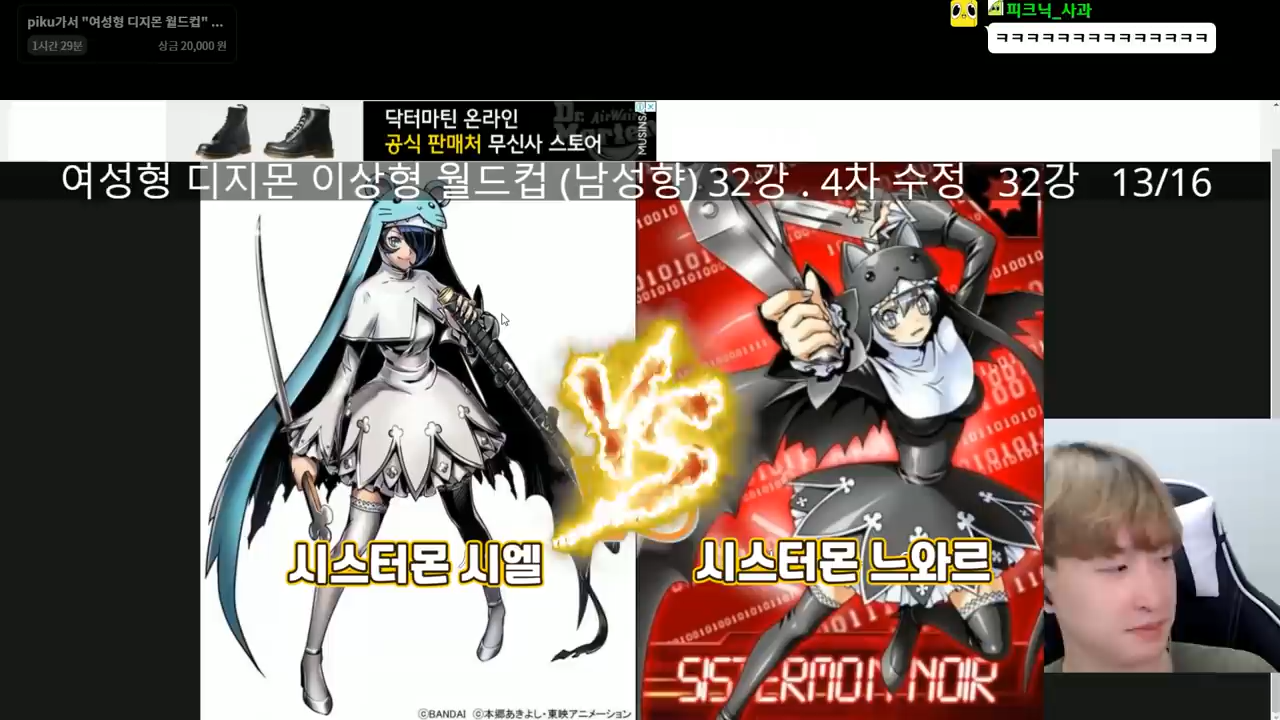 piku가서 "여성형 디지몬 월드컵" ...
1시간 29분
상금 20,000 원
피크닉_사과
ㅋㅋㅋㅋㅋㅋㅋㅋㅋㅋㅋㅋㅋㅋ
닥터마틴 온라인
공식 판매처 무신사 스토어
MUSINSA
여성형 디지몬 이상형 월드컵 (남성향) 32강 . 4차 수정 32강 13/16
VS
시스터몬 시엘
시스터몬 느와르
SISTERMON NOIR
©BANDAI ©本郷あきよし・東映アニメーション